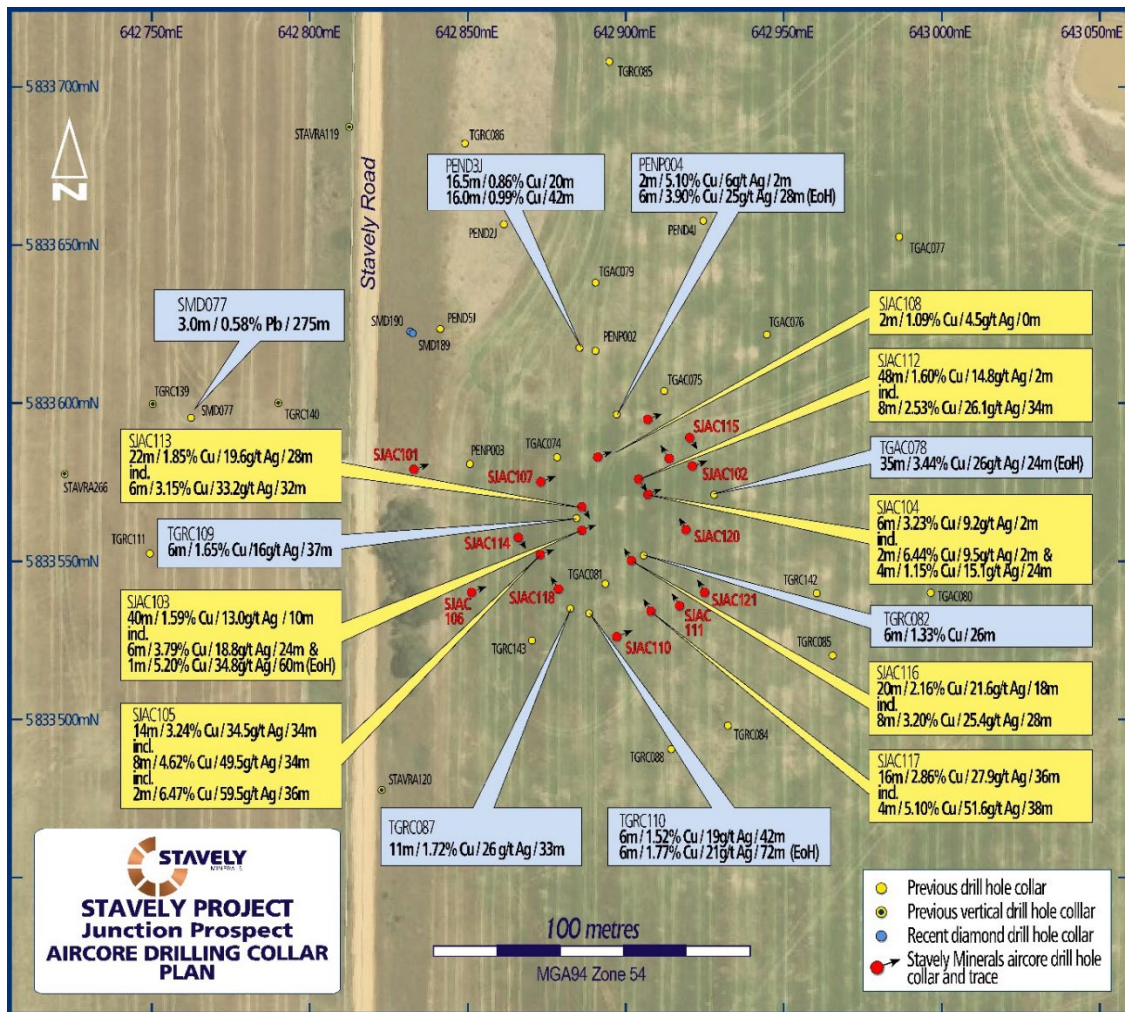 642 750mE
642 800mE
642 850mE
642 900mE
642 950mE
643 000mE
643 050mE
5 833 700mN
TGRC085
STAVRA119
TGRC086
N
Stavely Road
PEND3J
16.5m / 0.86% Cu / 20m
16.0m / 0.99% Cu / 42m
PENP004
2m / 5.10% Cu / 6g/t Ag / 2m
6m / 3.90% Cu / 25g/t Ag / 28m (EoH)
5 833 650mN
PEND2J
PEND4J
TGAC077
TGAC079
SMD077
3.0m / 0.58% Pb / 275m
SMD190
PEND5J
SMD189
PENP002
TGAC076
SJAC108
2m / 1.09% Cu / 4.5g/t Ag / 0m
SJAC112
48m / 1.60% Cu / 14.8g/t Ag / 2m
incl.
8m / 2.53% Cu / 26.1g/t Ag / 34m
TGAC075
5 833 600mN
TGRC139
SMD077
TGRC140
SJAC113
22m / 1.85% Cu / 19.6g/t Ag / 28m
incl.
6m / 3.15% Cu / 33.2g/t Ag / 32m
SJAC101
PENP003
TGAC074
SJAC115
SJAC102
SJAC107
TGAC078
35m / 3.44% Cu / 26g/t Ag / 24m (EoH)
STAVRA266
TGRC109
6m / 1.65% Cu /16g/t Ag / 37m
SJAC104
6m / 3.23% Cu / 9.2g/t Ag / 2m
incl.
2m / 6.44% Cu / 9.5g/t Ag / 2m &
4m / 1.15% Cu / 15.1g/t Ag / 24m
TGRC111
SJAC114
SJAC120
5 833 550mN
TGAC081
TGRC142
TGAC080
SJAC103
40m / 1.59% Cu / 13.0g/t Ag / 10m
incl.
6m / 3.79% Cu / 18.8g/t Ag / 24m &
1m / 5.20% Cu / 34.8g/t Ag / 60m (EoH)
SJAC
106
SJAC118
SJAC121
SJAC
111
SJAC110
TGRC143
TGRC082
6m / 1.33% Cu / 26m
TGRC085
SJAC116
20m / 2.16% Cu / 21.6g/t Ag / 18m
incl.
8m / 3.20% Cu / 25.4g/t Ag / 28m
5 833 500mN
SJAC105
14m / 3.24% Cu / 34.5g/t Ag / 34m
incl.
8m / 4.62% Cu / 49.5g/t Ag / 34m
incl.
2m / 6.47% Cu / 59.5g/t Ag / 36m
TGRC084
TGRC088
SJAC117
16m / 2.86% Cu / 27.9g/t Ag / 36m
incl.
4m / 5.10% Cu / 51.6g/t Ag / 38m
STAVRA120
TGRC087
11m / 1.72% Cu / 26 g/t Ag / 33m
TGRC110
6m / 1.52% Cu / 19g/t Ag / 42m
6m / 1.77% Cu / 21g/t Ag / 72m (EoH)
STAVELY
MINERALS
STAVELY PROJECT
Junction Prospect
AIRCORE DRILLING COLLAR
PLAN
100 metres
MGA94 Zone 54
Previous drill hole collar
Previous vertical drill hole colllar
Recent diamond drill hole collar
Stavely Minerals aircore drill hole
collar and trace